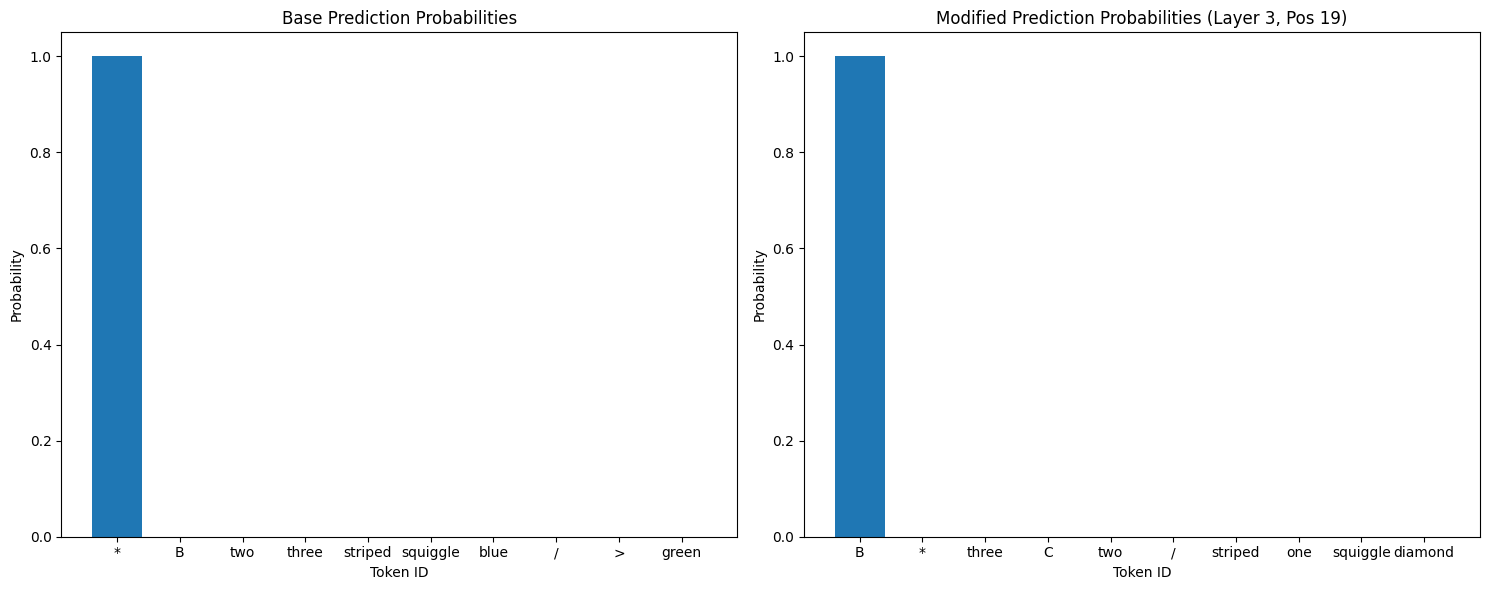 Base Prediction Probabilities
Probability
1.0
0.8
0.6
0.4
0.2
0.0
* B two three striped squiggle blue / > green
Token ID
Modified Prediction Probabilities (Layer 3, Pos 19)
Probability
1.0
0.8
0.6
0.4
0.2
0.0
B * three C two / striped one squiggle diamond
Token ID